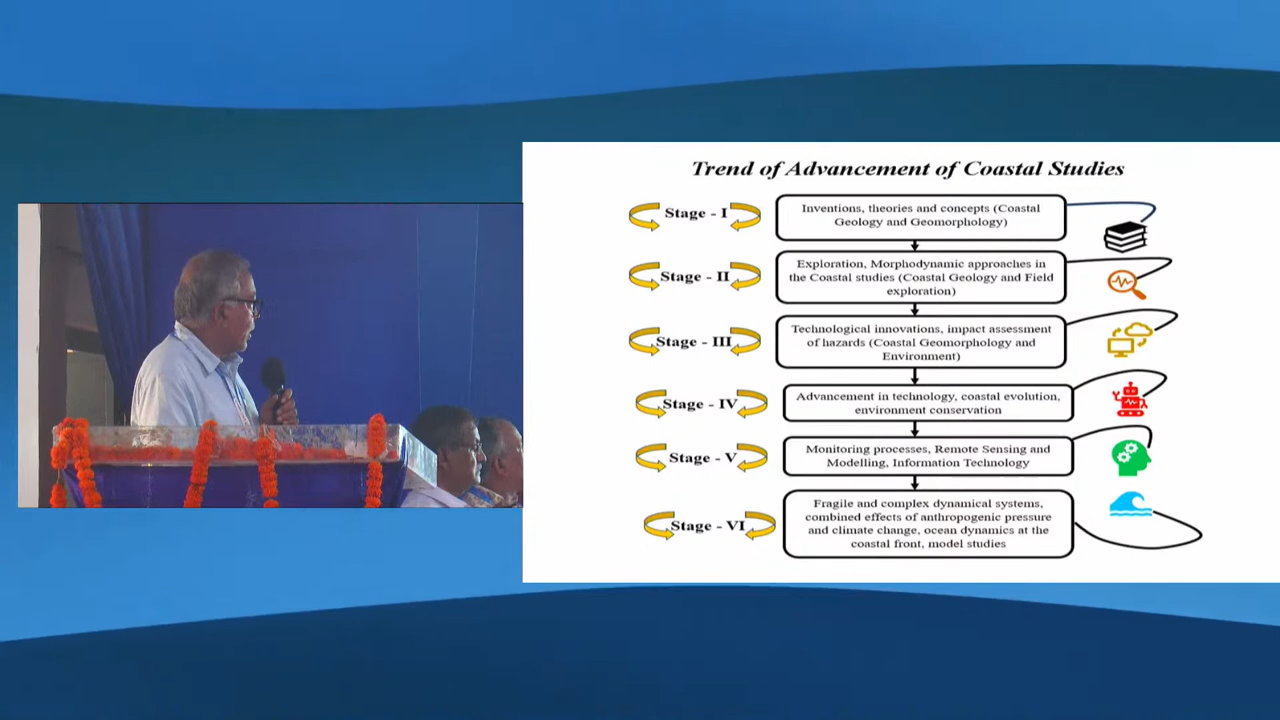 Trend of Advancement of Coastal Studies
Stage - I
Inventions, theories and concepts (Coastal
Geology and Geomorphology)
Stage - II
Exploration, Morphodynamic approaches in
the Coastal studies (Coastal Geology and Field
exploration)
Stage - III
Technological innovations, impact assessment
of hazards (Coastal Geomorphology and
Environment)
Stage - IV
Advancement in technology, coastal evolution,
environment conservation
Stage - V
Monitoring processes, Remote Sensing and
Modelling, Information Technology
Stage - VI
Fragile and complex dynamical systems,
combined effects of anthropogenic pressure
and climate change, ocean dynamics at the
coastal front, model studies